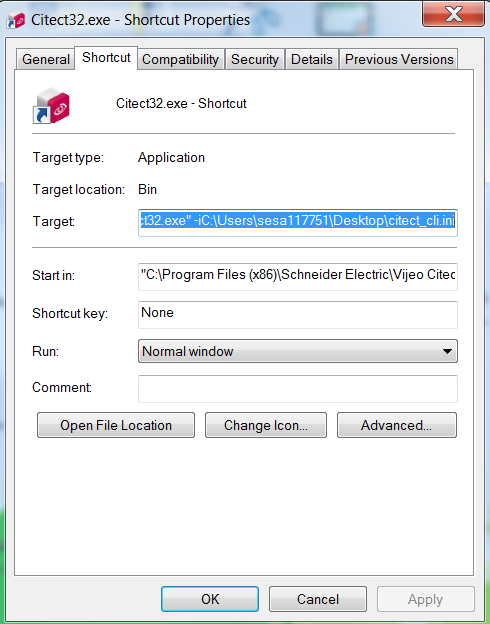 Citect32.exe - Shortcut Properties
General Shortcut Compatibility Security Details Previous Versions
Citect32.exe - Shortcut
Target type: Application
Target location: Bin
Target: ct32.exe" -iC:\Users\sesa117751\Desktop\citect_cli.ini
Start in: "C:\Program Files (x86)\Schneider Electric\Vijeo Citec
Shortcut key: None
Run: Normal window
Comment:
Open File Location Change Icon... Advanced...
OK Cancel Apply